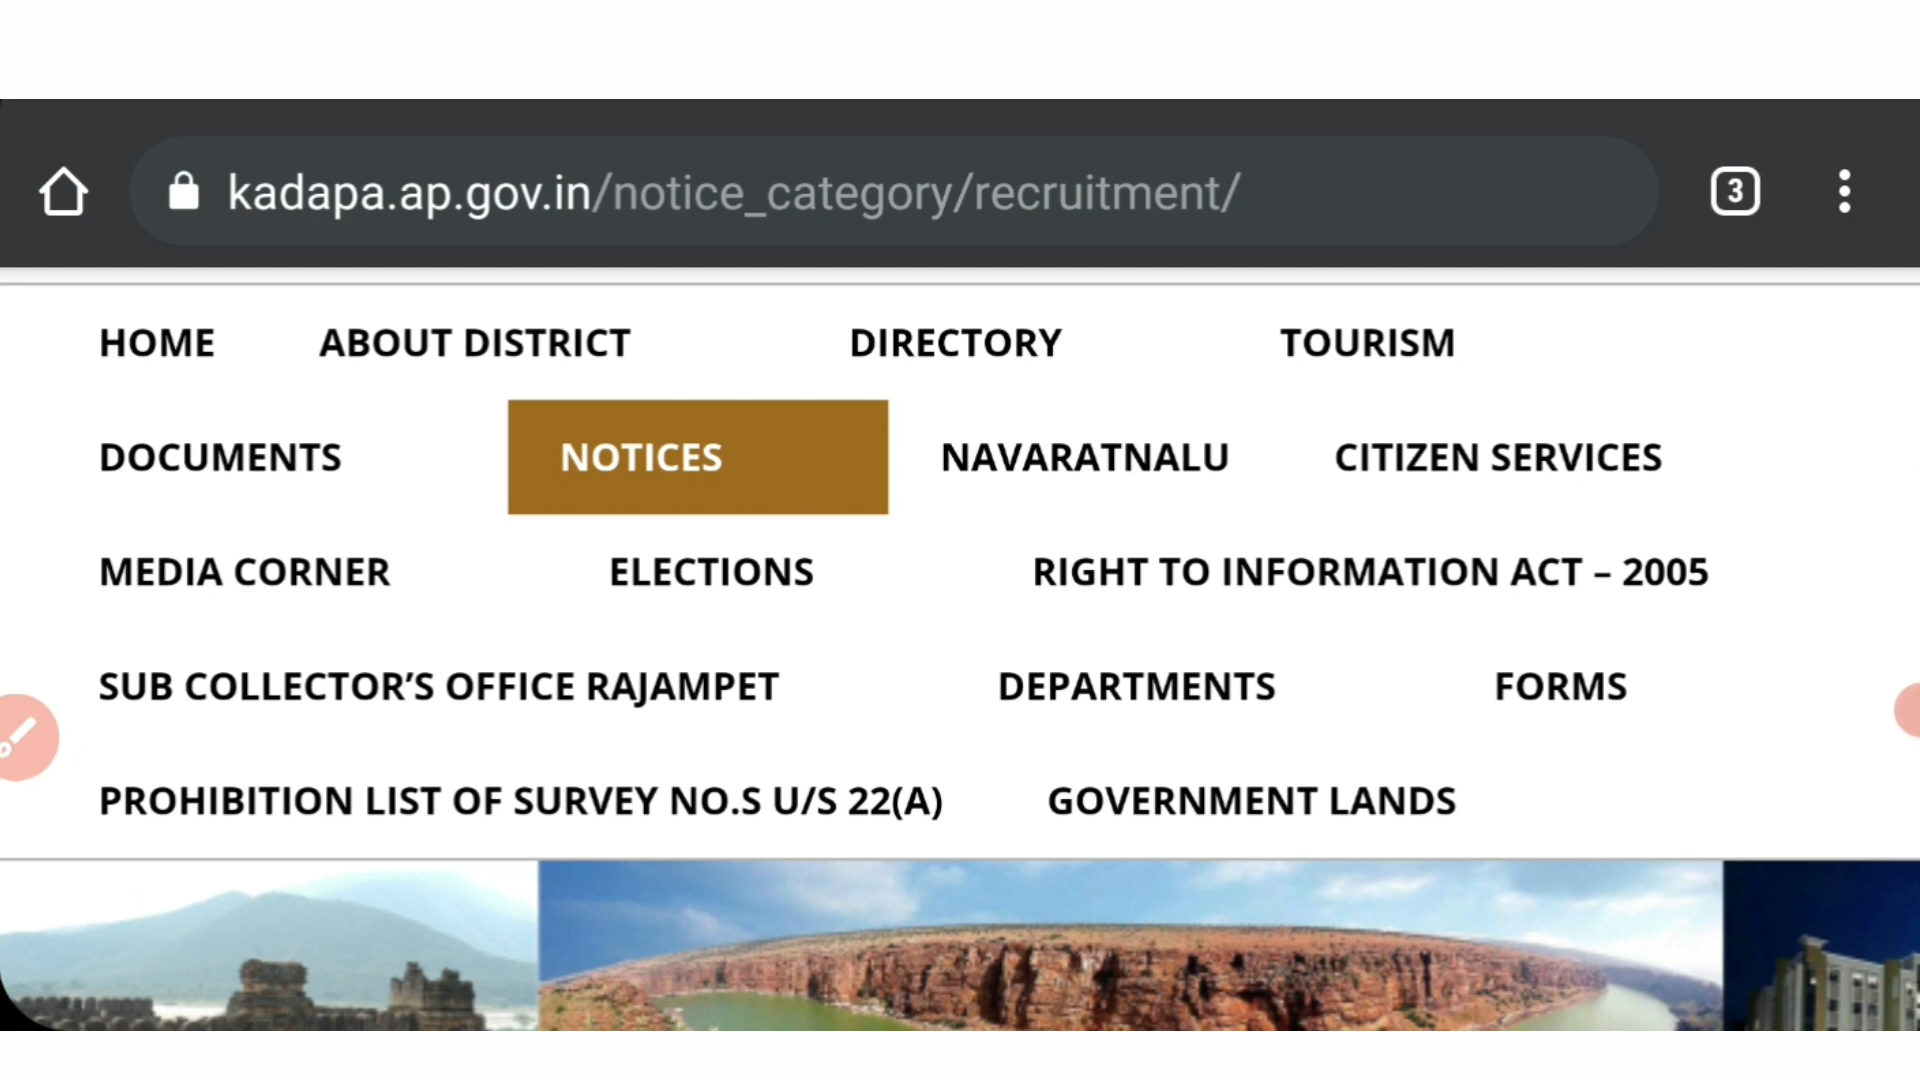 kadapa.ap.gov.in/notice_category/recruitment/ 3
HOME ABOUT DISTRICT DIRECTORY TOURISM
DOCUMENTS NOTICES NAVARATNALU CITIZEN SERVICES
MEDIA CORNER ELECTIONS RIGHT TO INFORMATION ACT – 2005
SUB COLLECTOR’S OFFICE RAJAMPET DEPARTMENTS FORMS
PROHIBITION LIST OF SURVEY NO.S U/S 22(A) GOVERNMENT LANDS